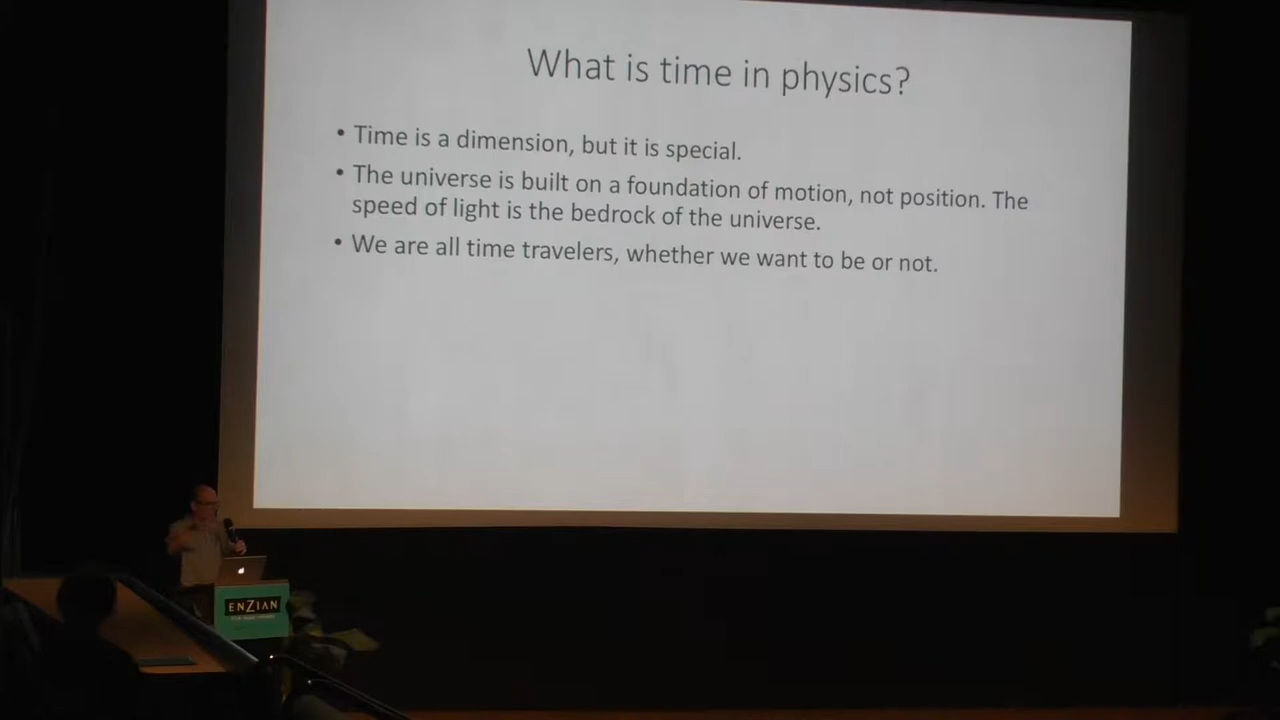 What is time in physics?
• Time is a dimension, but it is special.
• The universe is built on a foundation of motion, not position. The
speed of light is the bedrock of the universe.
• We are all time travelers, whether we want to be or not.
ENZIAN